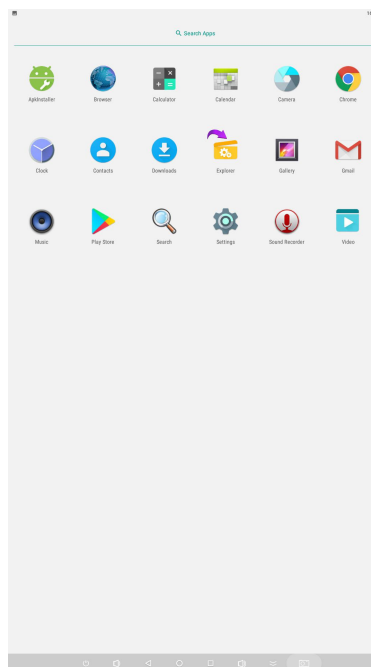 Search Apps
ApkInstaller
Browser
Calculator
Calendar
Camera
Chrome
Clock
Contacts
Downloads
Explorer
Gallery
Gmail
Music
Play Store
Search
Settings
Sound Recorder
Video